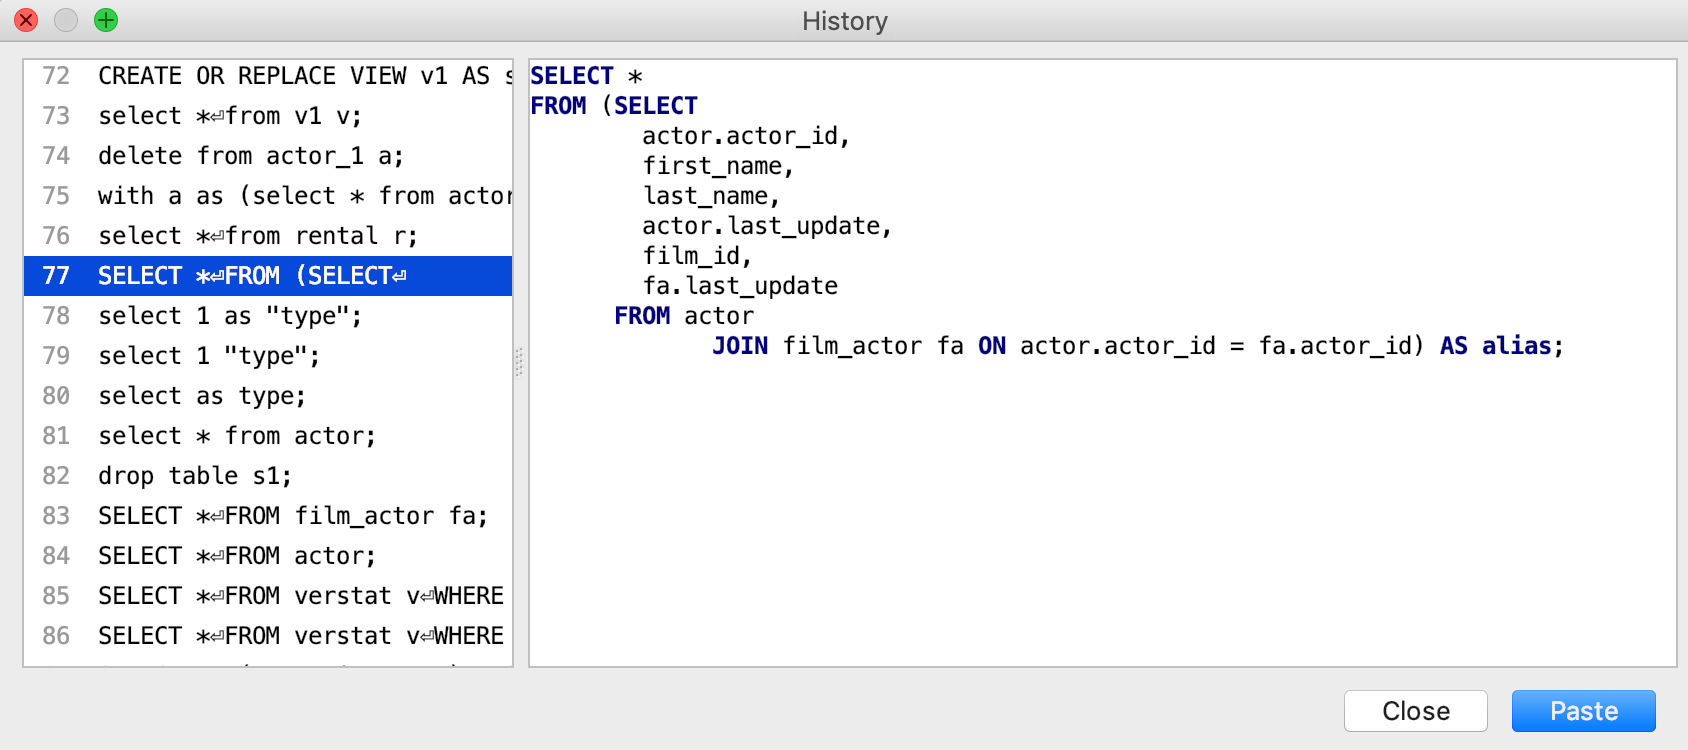 History
72 CREATE OR REPLACE VIEW v1 AS s
73 select *⏎from v1 v;
74 delete from actor_1 a;
75 with a as (select * from actor
76 select *⏎from rental r;
77 SELECT *⏎FROM (SELECT⏎
78 select 1 as "type";
79 select 1 "type";
80 select as type;
81 select * from actor;
82 drop table s1;
83 SELECT *⏎FROM film_actor fa;
84 SELECT *⏎FROM actor;
85 SELECT *⏎FROM verstat v⏎WHERE
86 SELECT *⏎FROM verstat v⏎WHERE
SELECT *
FROM (SELECT
actor.actor_id,
first_name,
last_name,
actor.last_update,
film_id,
fa.last_update
FROM actor
JOIN film_actor fa ON actor.actor_id = fa.actor_id) AS alias;
Close
Paste